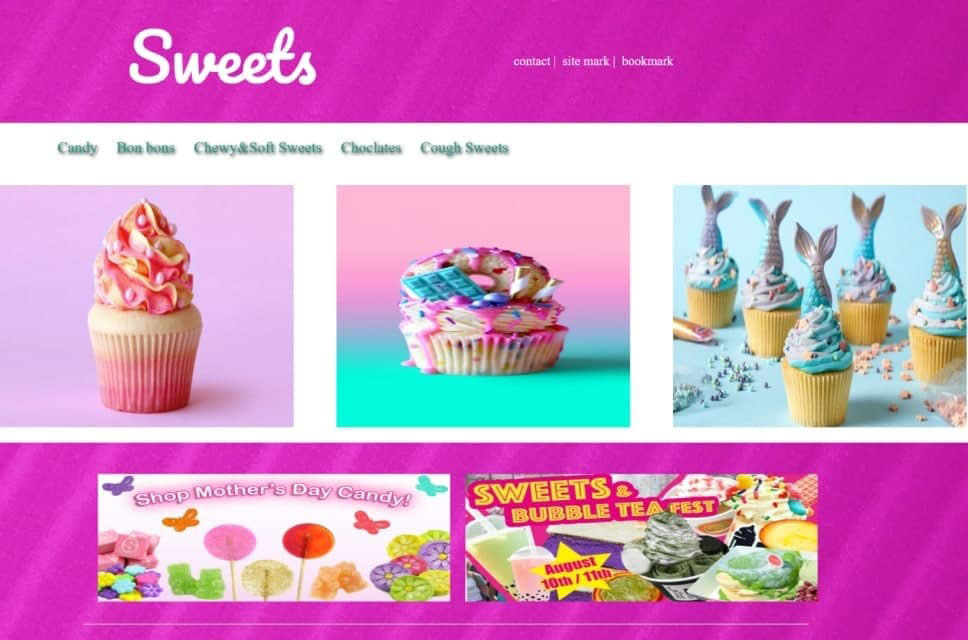 Sweets
contact | site mark | bookmark
Candy Bon bons Chewy&Soft Sweets Choclates Cough Sweets
Shop Mother's Day Candy!
SWEETS &
BUBBLE TEA FEST
August
10th / 11th